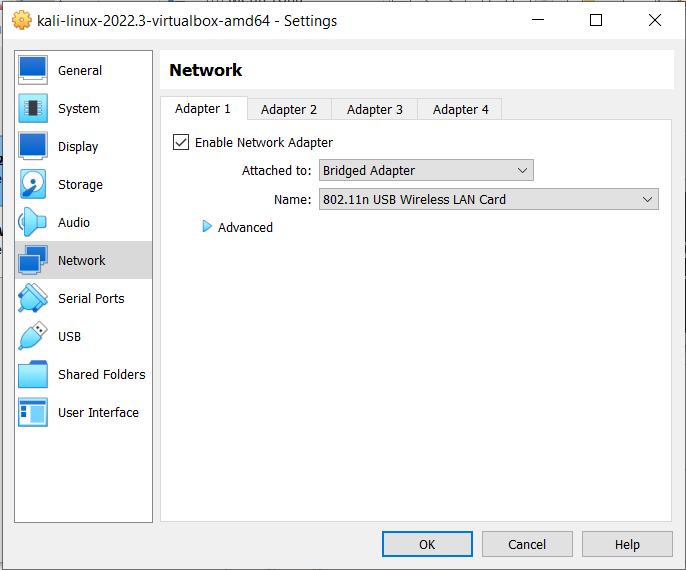 kali-linux-2022.3-virtualbox-amd64 - Settings
General
System
Display
Storage
Audio
Network
Serial Ports
USB
Shared Folders
User Interface
Network
Adapter 1 Adapter 2 Adapter 3 Adapter 4
Enable Network Adapter
Attached to: Bridged Adapter
Name: 802.11n USB Wireless LAN Card
Advanced
OK Cancel Help